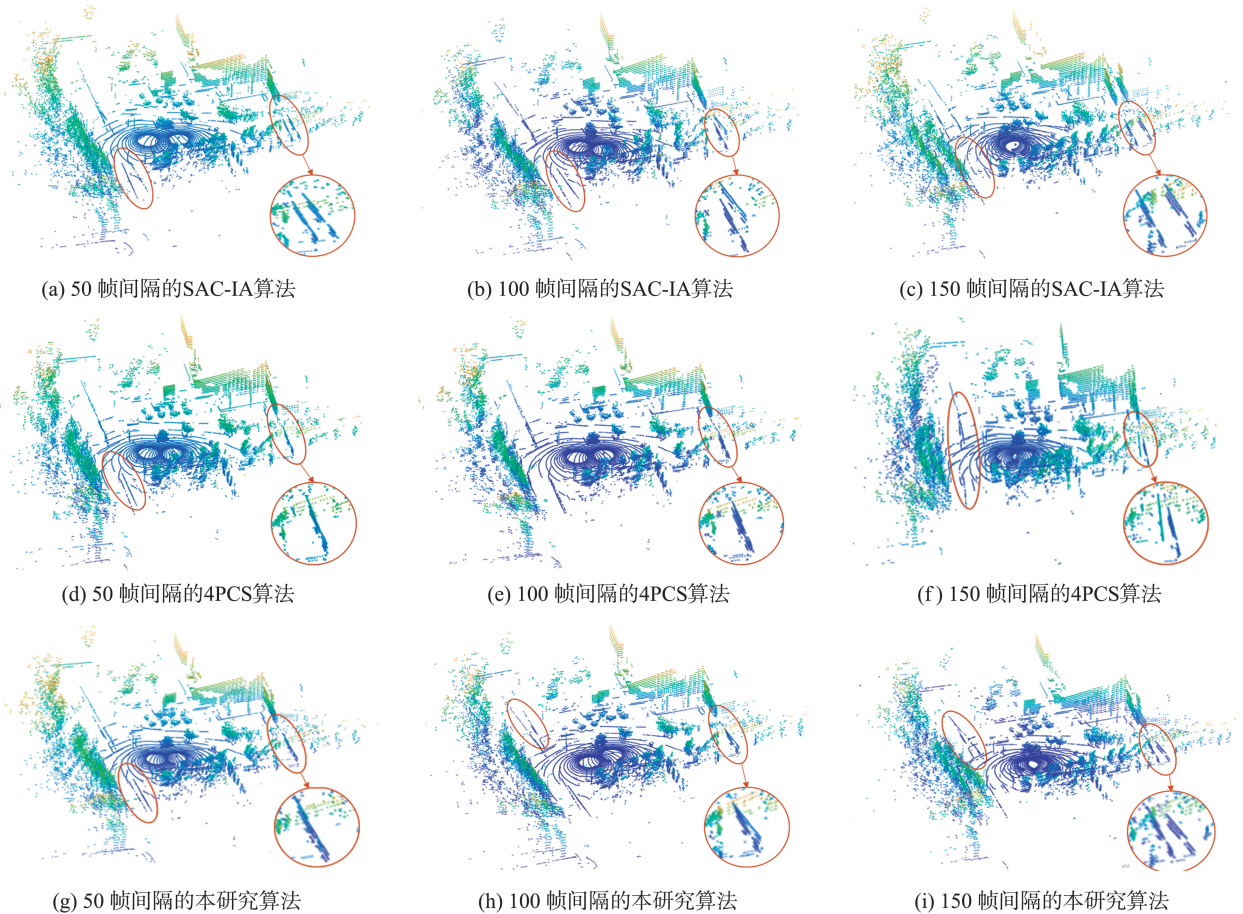 (a) 50 帧间隔的SAC-IA算法
(b) 100 帧间隔的SAC-IA算法
(c) 150 帧间隔的SAC-IA算法
(d) 50 帧间隔的4PCS算法
(e) 100 帧间隔的4PCS算法
(f) 150 帧间隔的4PCS算法
(g) 50 帧间隔的本研究算法
(h) 100 帧间隔的本研究算法
(i) 150 帧间隔的本研究算法